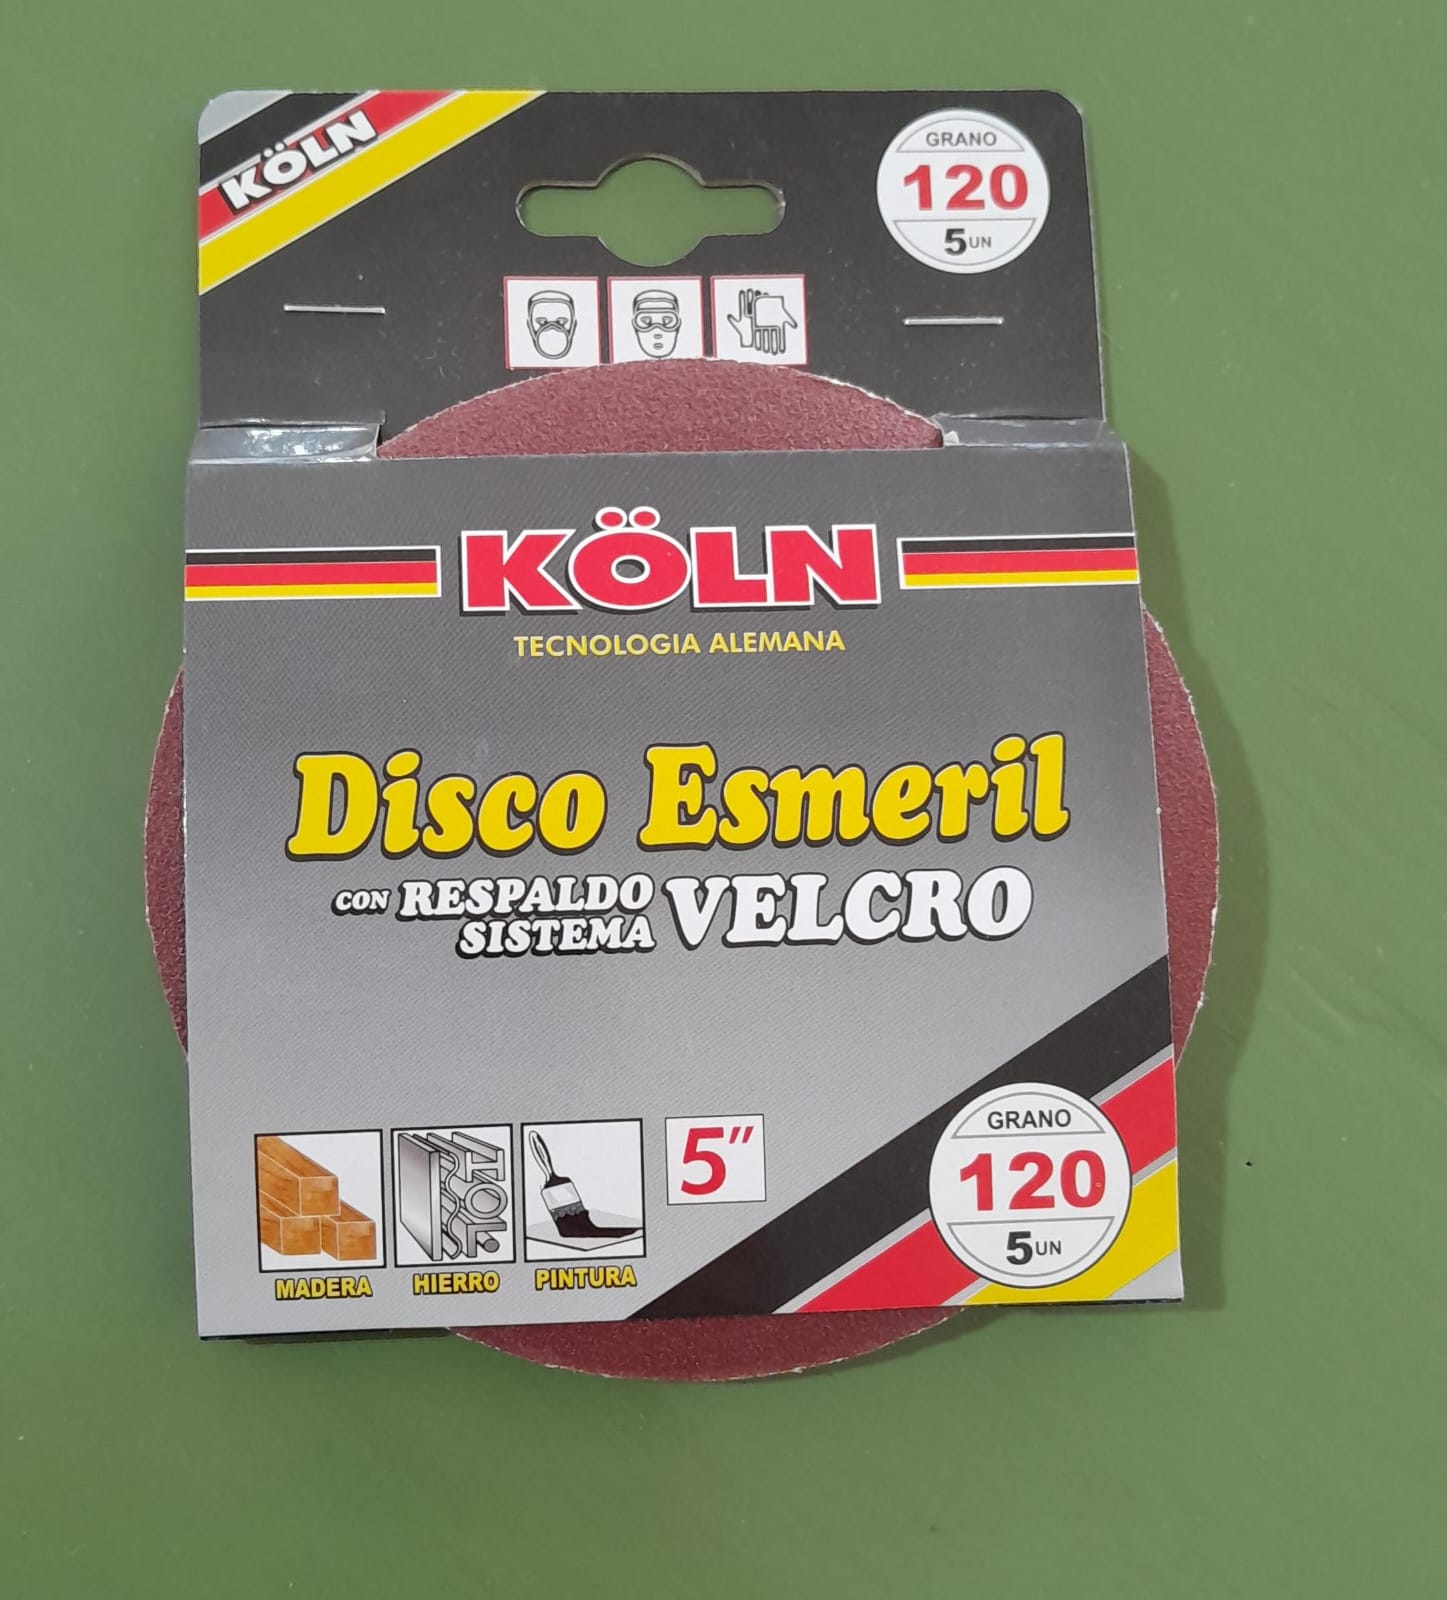 KÖLN
GRANO
120
5UN
KÖLN
TECNOLOGIA ALEMANA
Disco Esmeril
CON RESPALDO
SISTEMA VELCRO
MADERA HIERRO PINTURA
5"
GRANO
120
5UN